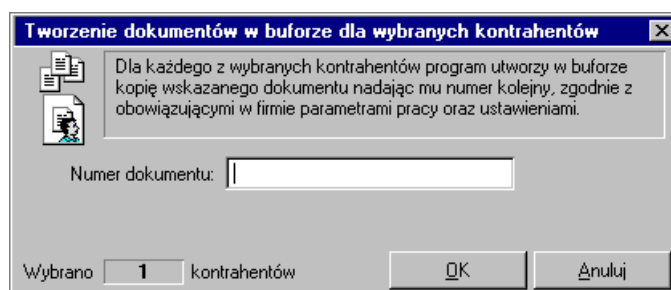 Tworzenie dokumentów w buforze dla wybranych kontrahentów
Dla każdego z wybranych kontrahentów program utworzy w buforze
kopię wskazanego dokumentu nadając mu numer kolejny, zgodnie z
obowiązującymi w firmie parametrami pracy oraz ustawieniami.
Numer dokumentu:
Wybrano 1 kontrahentów OK Anuluj